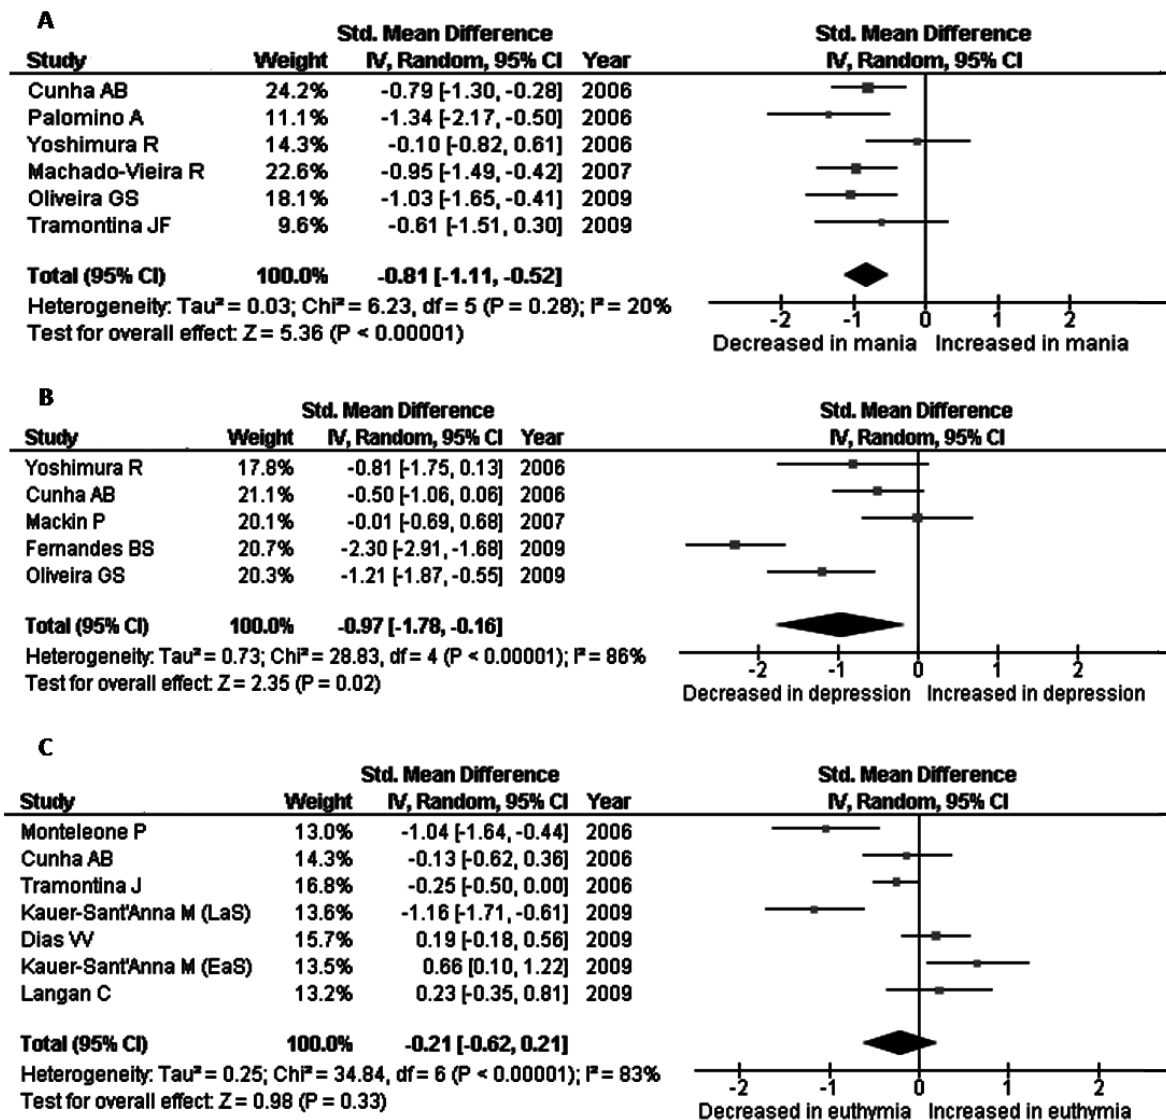 A
Std. Mean Difference Std. Mean Difference
Study Weight IV, Random, 95% CI Year IV, Random, 95% CI
Cunha AB 24.2% -0.79 [-1.30, -0.28] 2006
Palomino A 11.1% -1.34 [-2.17, -0.50] 2006
Yoshimura R 14.3% -0.10 [-0.82, 0.61] 2006
Machado-Vieira R 22.6% -0.95 [-1.49, -0.42] 2007
Oliveira GS 18.1% -1.03 [-1.65, -0.41] 2009
Tramontina JF 9.6% -0.61 [-1.51, 0.30] 2009
Total (95% CI) 100.0% -0.81 [-1.11, -0.52]
Heterogeneity: Tau² = 0.03; Chi² = 6.23, df = 5 (P = 0.28); I² = 20%
Test for overall effect: Z = 5.36 (P < 0.00001)
-2 -1 0 1 2
Decreased in mania Increased in mania
B
Std. Mean Difference Std. Mean Difference
Study Weight IV, Random, 95% CI Year IV, Random, 95% CI
Yoshimura R 17.8% -0.81 [-1.75, 0.13] 2006
Cunha AB 21.1% -0.50 [-1.06, 0.06] 2006
Mackin P 20.1% -0.01 [-0.69, 0.68] 2007
Fernandes BS 20.7% -2.30 [-2.91, -1.68] 2009
Oliveira GS 20.3% -1.21 [-1.87, -0.55] 2009
Total (95% CI) 100.0% -0.97 [-1.78, -0.16]
Heterogeneity: Tau² = 0.73; Chi² = 28.83, df = 4 (P < 0.00001); I² = 86%
Test for overall effect: Z = 2.35 (P = 0.02)
-2 -1 0 1 2
Decreased in depression Increased in depression
C
Std. Mean Difference Std. Mean Difference
Study Weight IV, Random, 95% CI Year IV, Random, 95% CI
Monteleone P 13.0% -1.04 [-1.64, -0.44] 2006
Cunha AB 14.3% -0.13 [-0.62, 0.36] 2006
Tramontina J 16.8% -0.25 [-0.50, 0.00] 2006
Kauer-Sant'Anna M (LaS) 13.6% -1.16 [-1.71, -0.61] 2009
Dias VV 15.7% 0.19 [-0.18, 0.56] 2009
Kauer-Sant'Anna M (EaS) 13.5% 0.66 [0.10, 1.22] 2009
Langan C 13.2% 0.23 [-0.35, 0.81] 2009
Total (95% CI) 100.0% -0.21 [-0.62, 0.21]
Heterogeneity: Tau² = 0.25; Chi² = 34.84, df = 6 (P < 0.00001); I² = 83%
Test for overall effect: Z = 0.98 (P = 0.33)
-2 -1 0 1 2
Decreased in euthymia Increased in euthymia